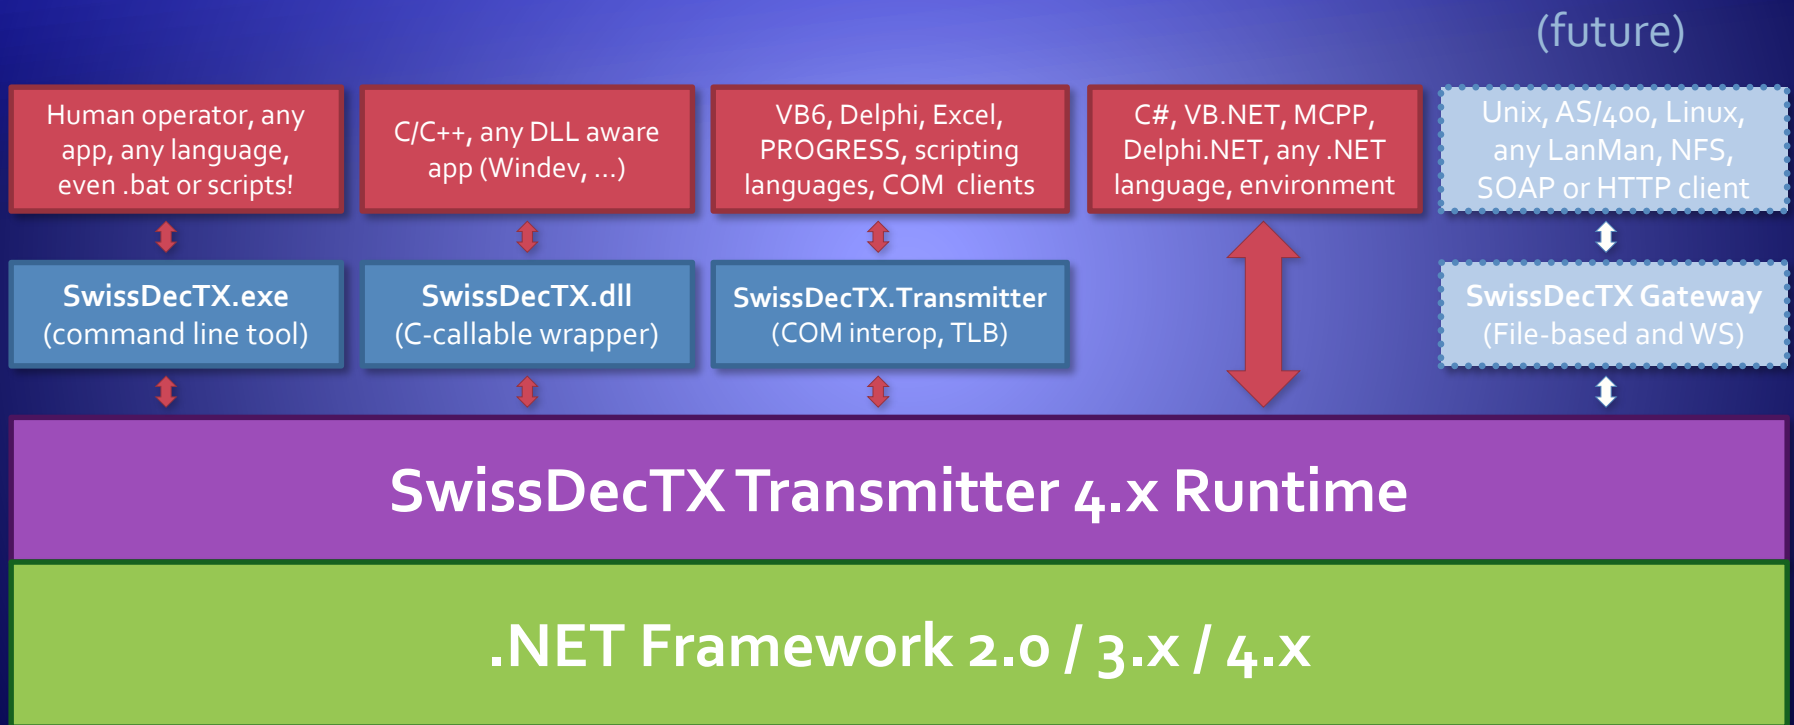 (future)
Human operator, any
app, any language,
even .bat or scripts!
C/C++, any DLL aware
app (Windev, ...)
VB6, Delphi, Excel,
PROGRESS, scripting
languages, COM clients
C#, VB.NET, MCPP,
Delphi.NET, any .NET
language, environment
Unix, AS/400, Linux,
any LanMan, NFS,
SOAP or HTTP client
SwissDecTX.exe
(command line tool)
SwissDecTX.dll
(C-callable wrapper)
SwissDecTX.Transmitter
(COM interop, TLB)
SwissDecTX Gateway
(File-based and WS)
SwissDecTX Transmitter 4.x Runtime
.NET Framework 2.0 / 3.x / 4.x